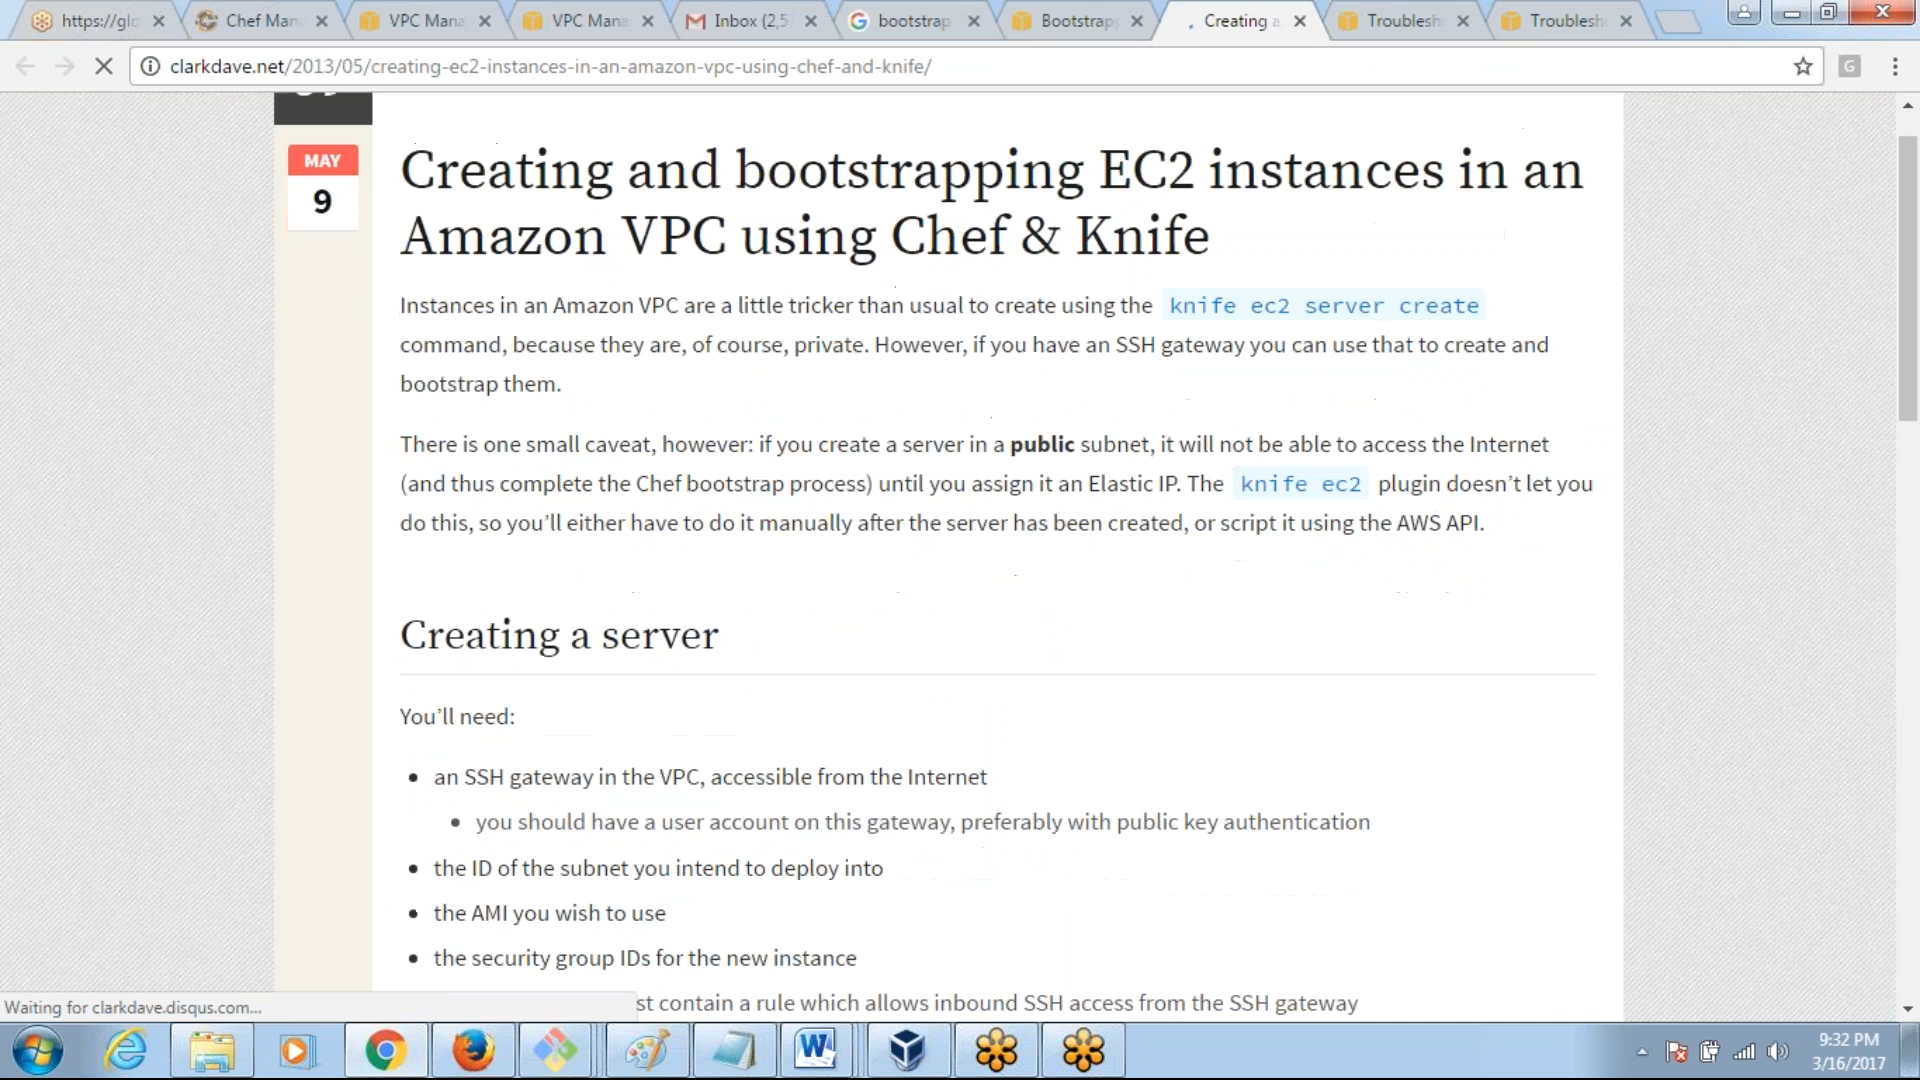 https://glo
Chef Man
VPC Mana
VPC Mana
Inbox (2,5
bootstrap
Bootstrap
Creating a
Troublesh
Troublesh
clarkdave.net/2013/05/creating-ec2-instances-in-an-amazon-vpc-using-chef-and-knife/
MAY
9
Creating and bootstrapping EC2 instances in an
Amazon VPC using Chef & Knife
Instances in an Amazon VPC are a little tricker than usual to create using the knife ec2 server create
command, because they are, of course, private. However, if you have an SSH gateway you can use that to create and
bootstrap them.
There is one small caveat, however: if you create a server in a public subnet, it will not be able to access the Internet
(and thus complete the Chef bootstrap process) until you assign it an Elastic IP. The knife ec2 plugin doesn’t let you
do this, so you’ll either have to do it manually after the server has been created, or script it using the AWS API.
Creating a server
You’ll need:
an SSH gateway in the VPC, accessible from the Internet
you should have a user account on this gateway, preferably with public key authentication
the ID of the subnet you intend to deploy into
the AMI you wish to use
the security group IDs for the new instance
st contain a rule which allows inbound SSH access from the SSH gateway
Waiting for clarkdave.disqus.com...
9:32 PM
3/16/2017